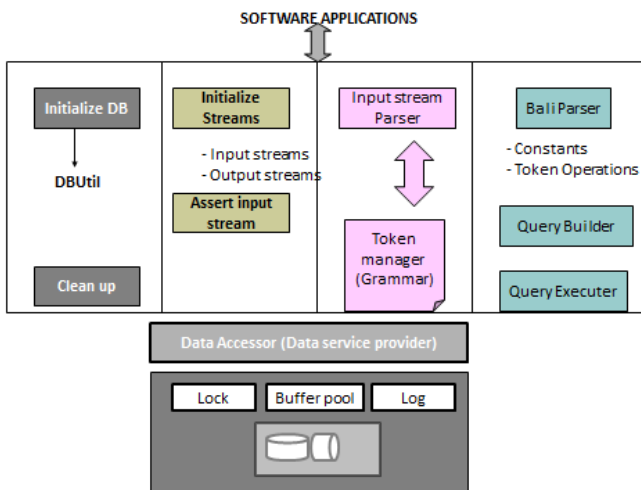 SOFTWARE APPLICATIONS
Initialize DB
DBUtil
Clean up
Initialize
Streams
- Input streams
- Output streams
Assert input
stream
Input stream
Parser
Token
manager
(Grammar)
Bali Parser
- Constants
- Token Operations
Query Builder
Query Executer
Data Accessor (Data service provider)
Lock
Buffer pool
Log